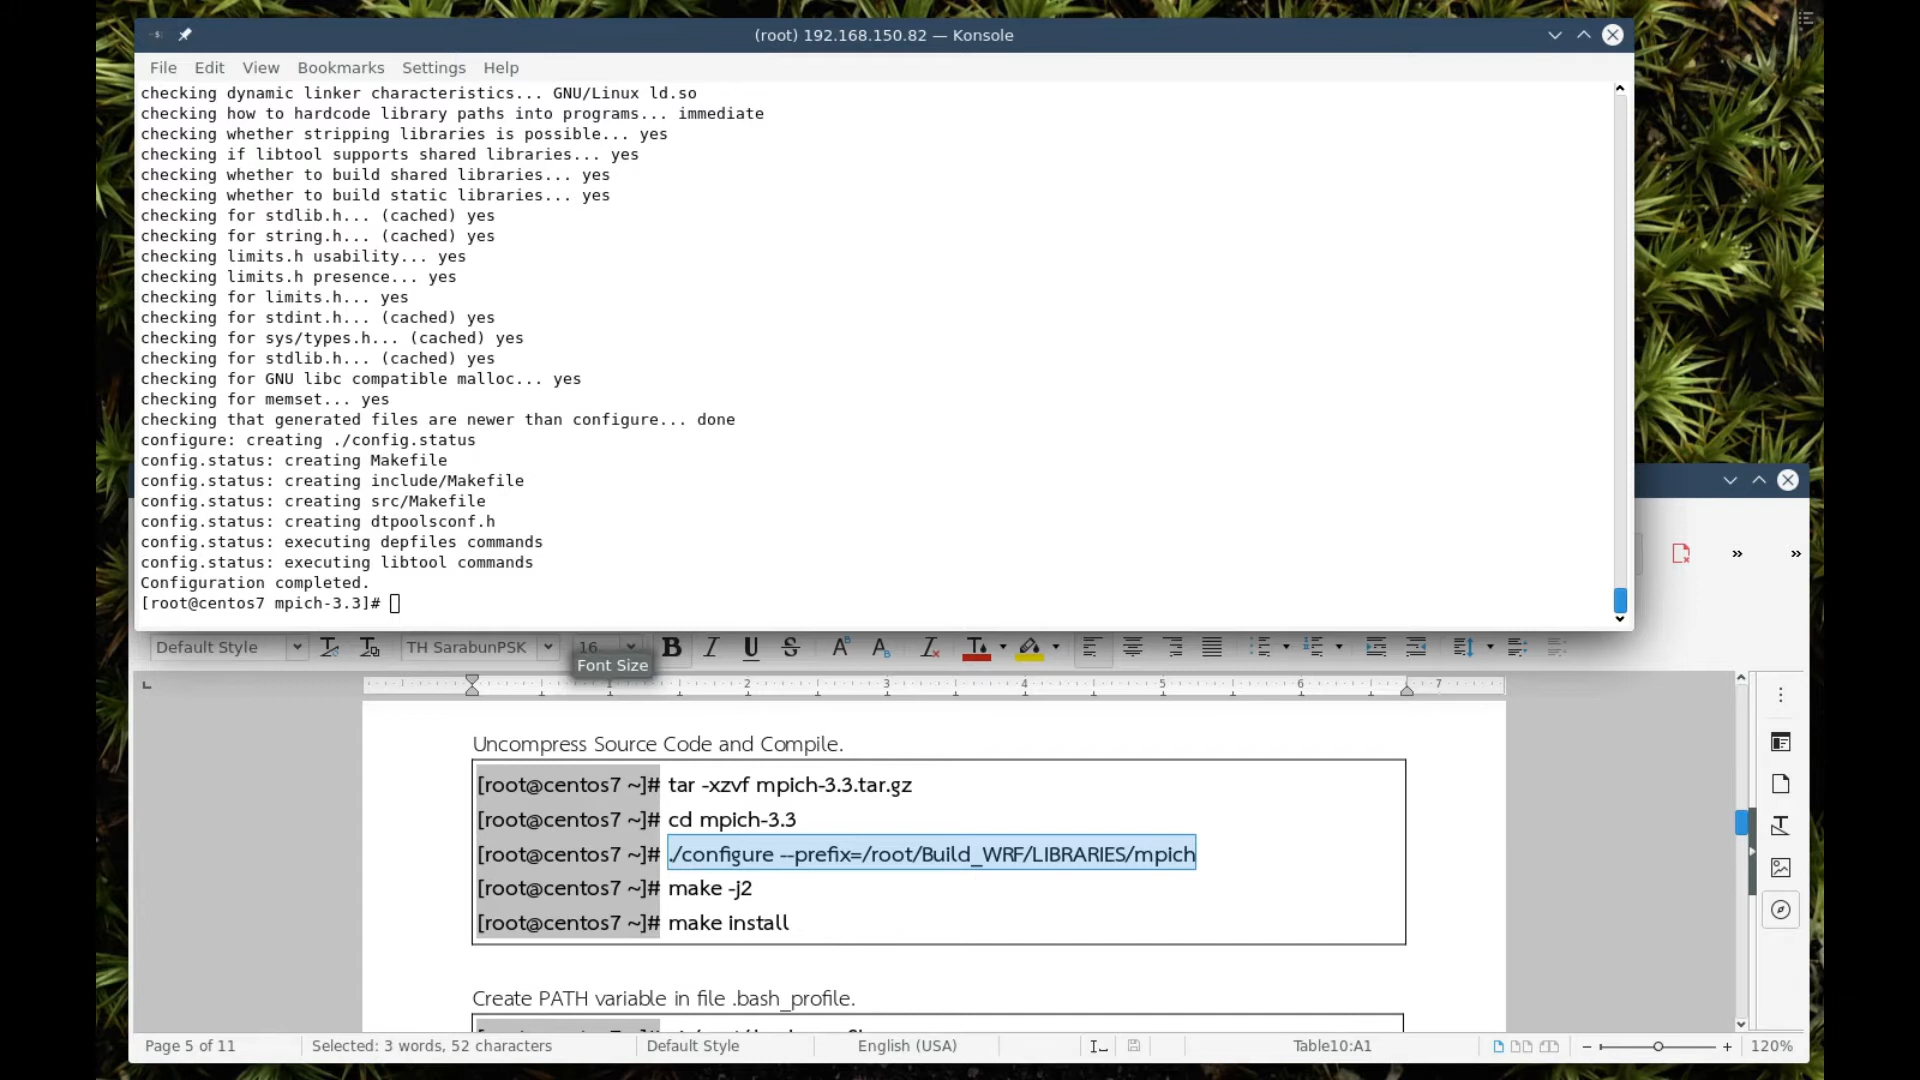 (root) 192.168.150.82 — Konsole
File Edit View Bookmarks Settings Help
checking dynamic linker characteristics... GNU/Linux ld.so
checking how to hardcode library paths into programs... immediate
checking whether stripping libraries is possible... yes
checking if libtool supports shared libraries... yes
checking whether to build shared libraries... yes
checking whether to build static libraries... yes
checking for stdlib.h... (cached) yes
checking for string.h... (cached) yes
checking limits.h usability... yes
checking limits.h presence... yes
checking for limits.h... yes
checking for stdint.h... (cached) yes
checking for sys/types.h... (cached) yes
checking for stdlib.h... (cached) yes
checking for GNU libc compatible malloc... yes
checking for memset... yes
checking that generated files are newer than configure... done
configure: creating ./config.status
config.status: creating Makefile
config.status: creating include/Makefile
config.status: creating src/Makefile
config.status: creating dtpoolsconf.h
config.status: executing depfiles commands
config.status: executing libtool commands
Configuration completed.
[root@centos7 mpich-3.3]#
Default Style TH SarabunPSK 16
Font Size
1 2 3 4 5 6 7
Uncompress Source Code and Compile.
[root@centos7 ~]# tar -xzvf mpich-3.3.tar.gz
[root@centos7 ~]# cd mpich-3.3
[root@centos7 ~]# ./configure --prefix=/root/Build_WRF/LIBRARIES/mpich
[root@centos7 ~]# make -j2
[root@centos7 ~]# make install
Create PATH variable in file .bash_profile.
Page 5 of 11 Selected: 3 words, 52 characters Default Style English (USA) Table10:A1 120%